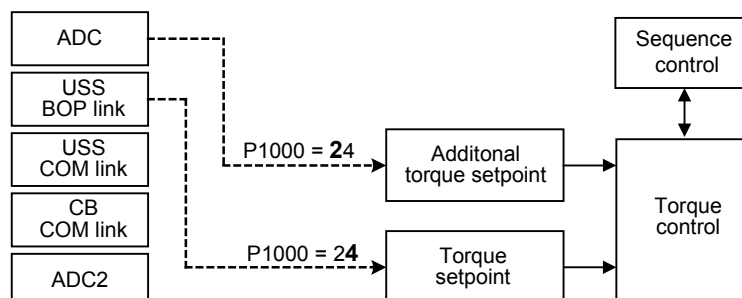 ADC
USS
BOP link
USS
COM link
CB
COM link
ADC2
P1000 = 24
P1000 = 24
Additonal
torque setpoint
Torque
setpoint
Sequence
control
Torque
control